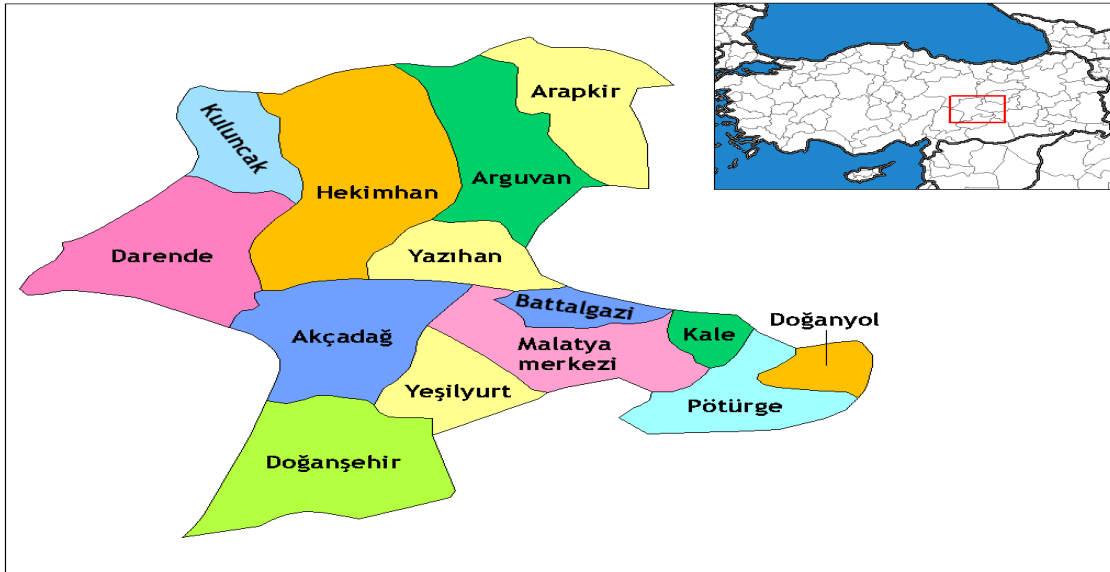 Arapkir
Kuluncak
Hekimhan
Arguvan
Darende
Yazıhan
Battalgazi
Doğanyol
Akçadağ
Malatya
merkezi
Kale
Yeşilyurt
Pötürge
Doğanşehir